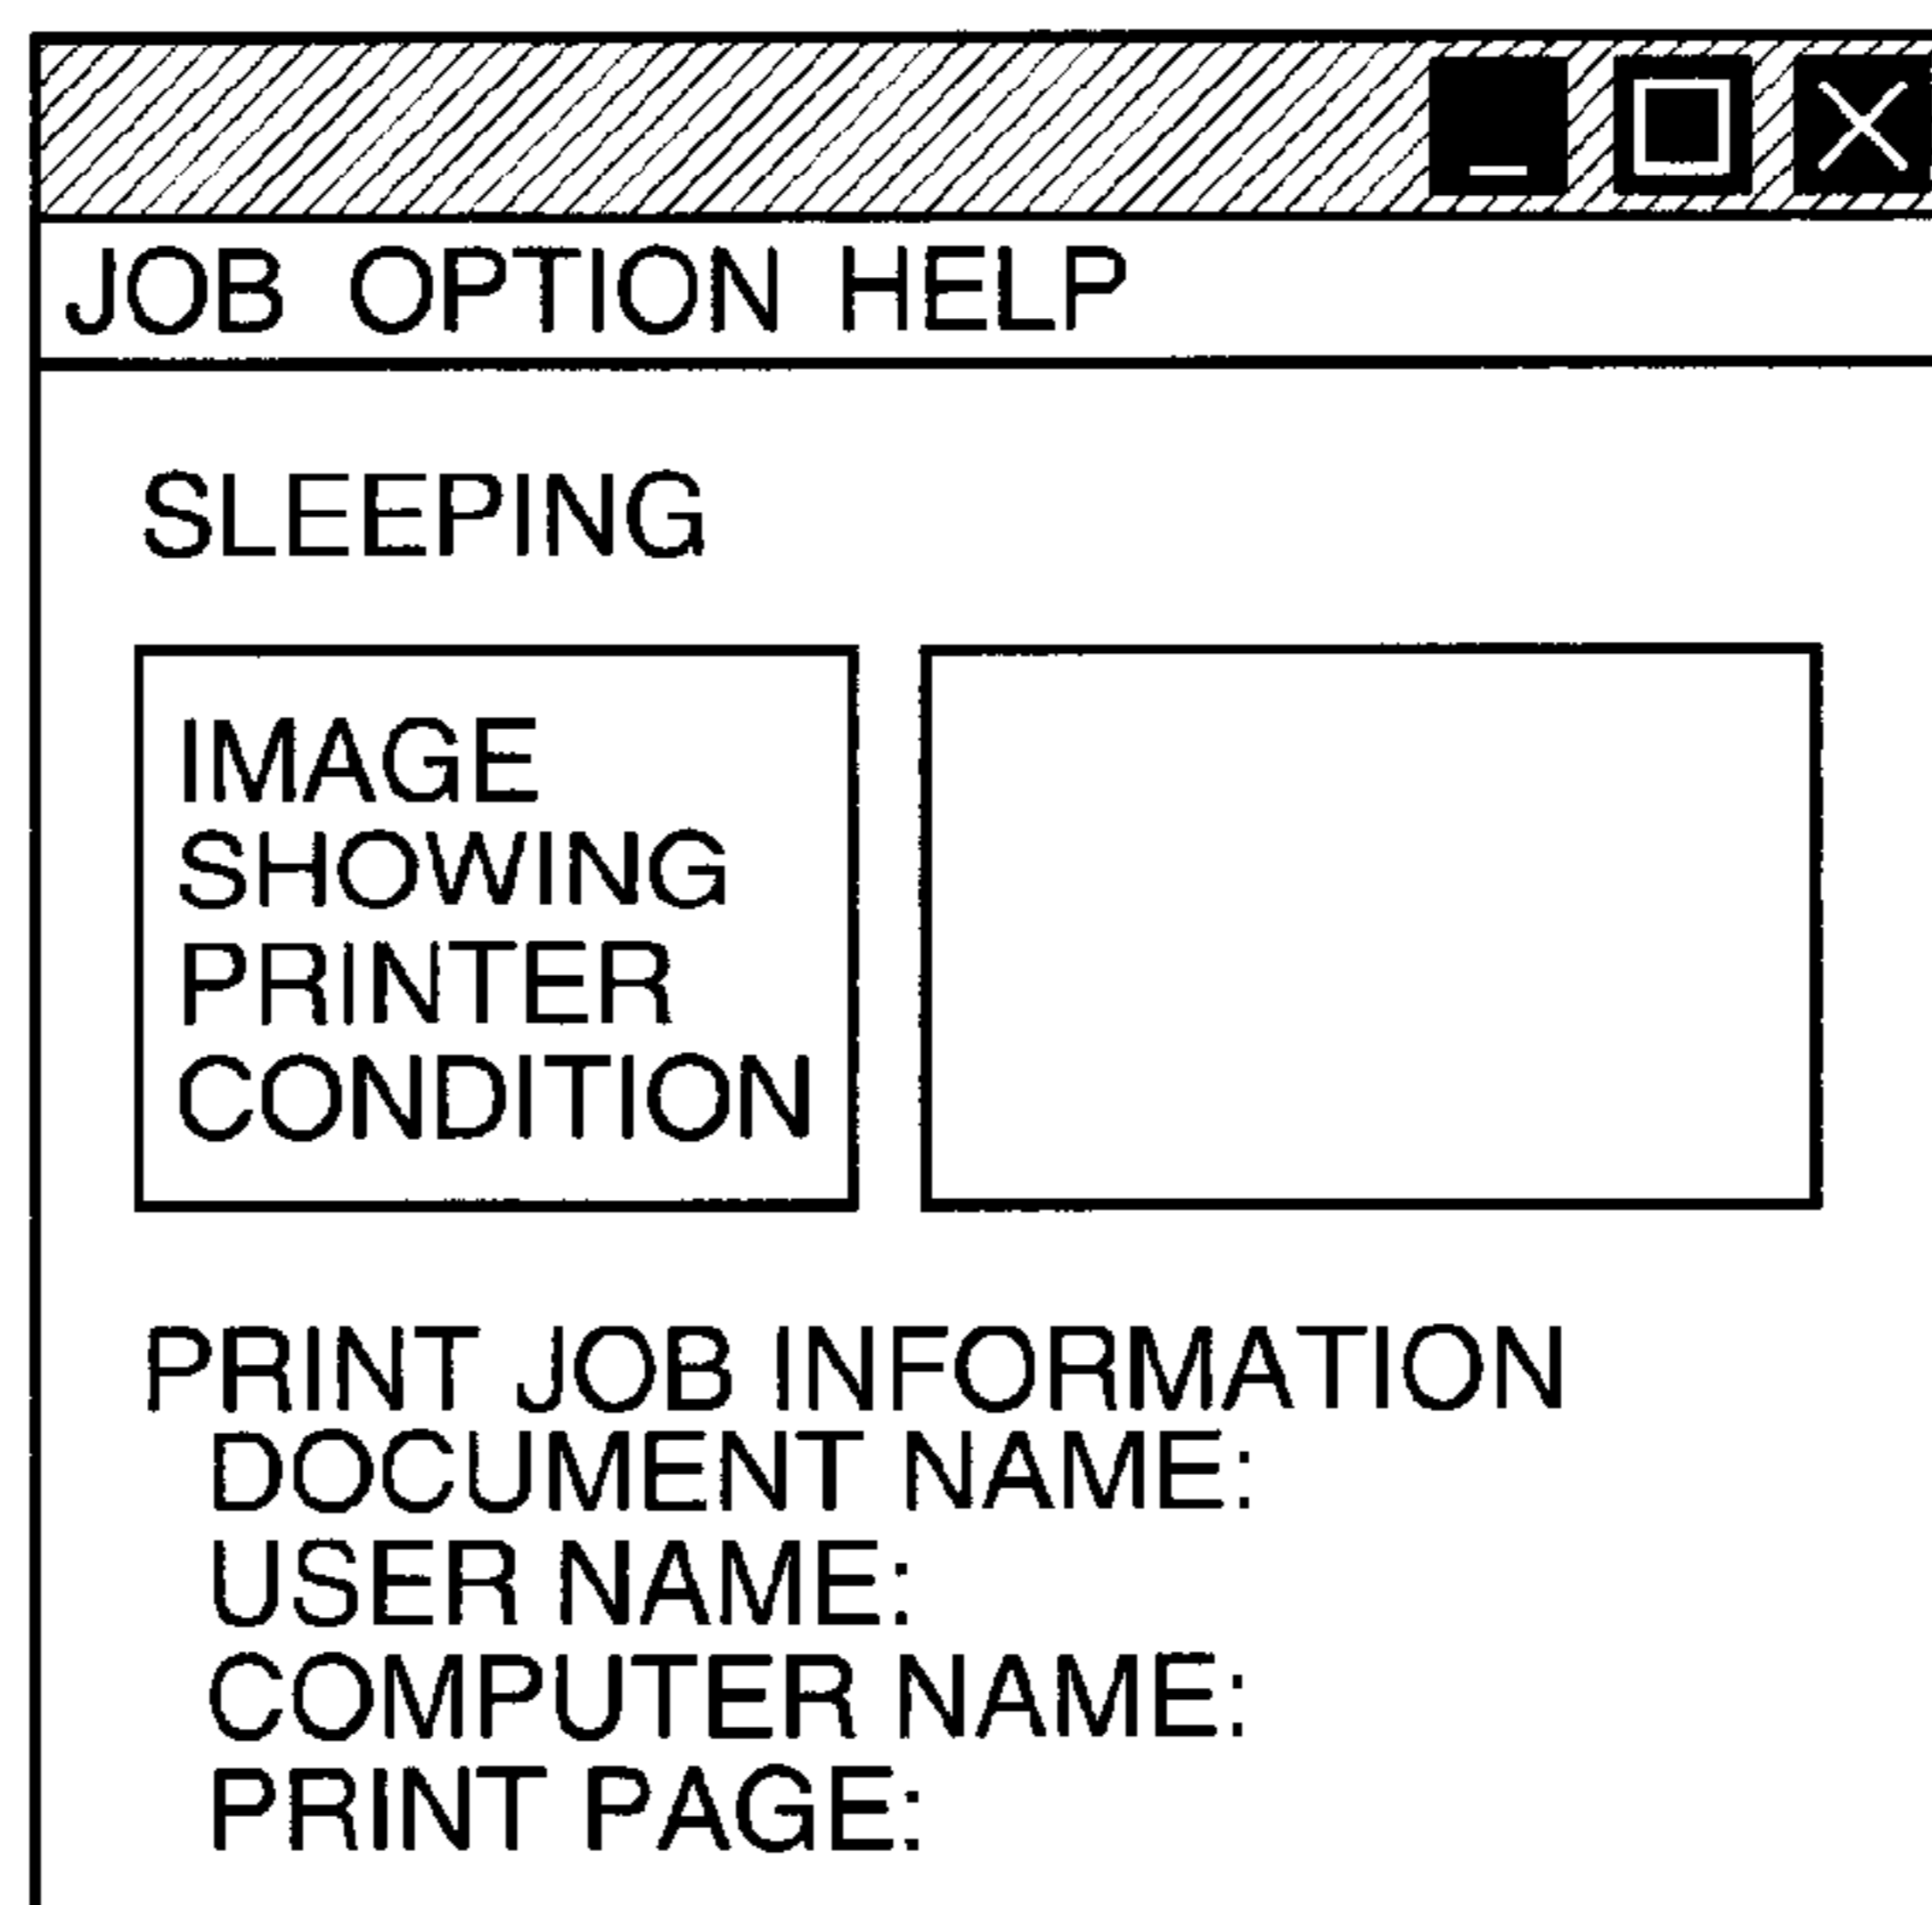 JOB OPTION HELP
SLEEPING
IMAGE
SHOWING
PRINTER
CONDITION
PRINT JOB INFORMATION
DOCUMENT NAME:
USER NAME:
COMPUTER NAME:
PRINT PAGE: